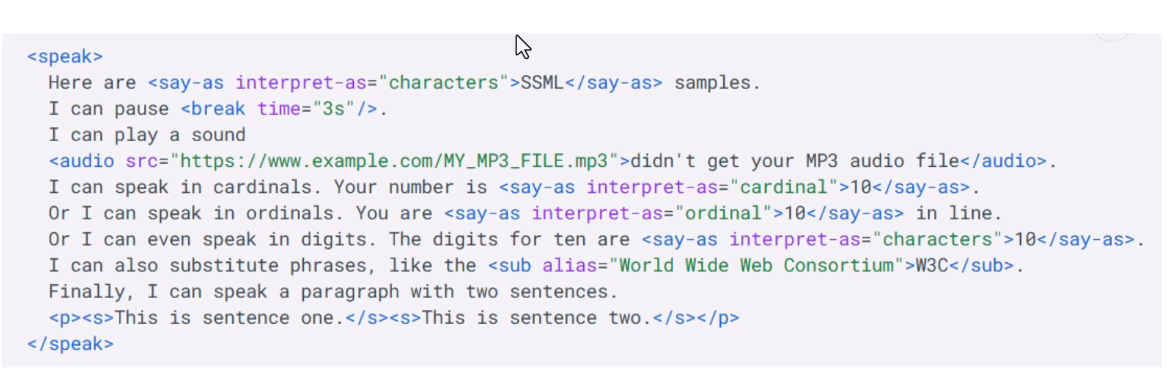 <speak>
Here are <say-as interpret-as="characters">SSML</say-as> samples.
I can pause <break time="3s"/>.
I can play a sound
<audio src="https://www.example.com/MY_MP3_FILE.mp3">didn't get your MP3 audio file</audio>.
I can speak in cardinals. Your number is <say-as interpret-as="cardinal">10</say-as>.
Or I can speak in ordinals. You are <say-as interpret-as="ordinal">10</say-as> in line.
Or I can even speak in digits. The digits for ten are <say-as interpret-as="characters">10</say-as>.
I can also substitute phrases, like the <sub alias="World Wide Web Consortium">W3C</sub>.
Finally, I can speak a paragraph with two sentences.
<p><s>This is sentence one.</s><s>This is sentence two.</s></p>
</speak>